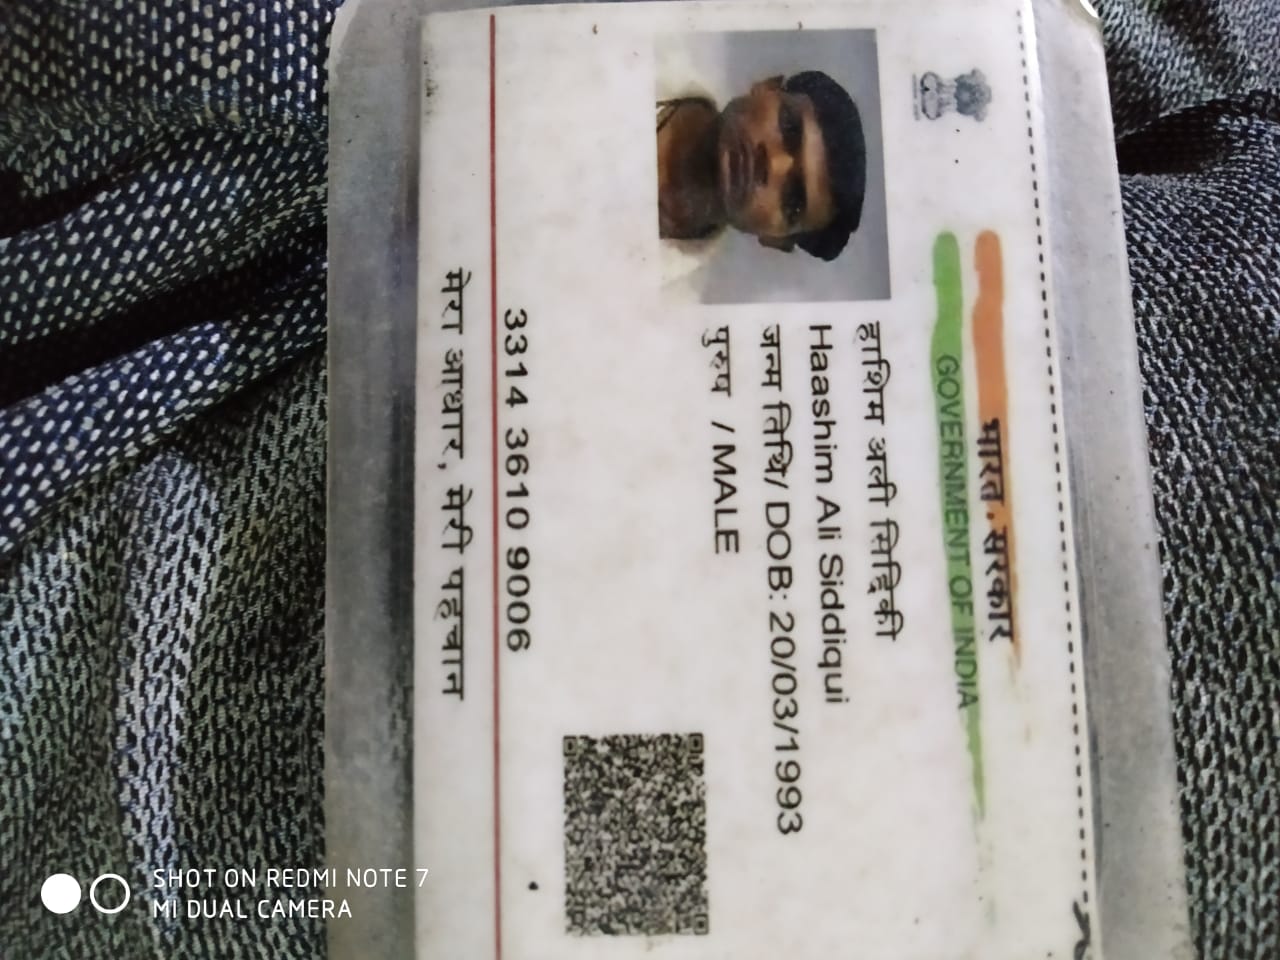 भारत सरकार
GOVERNMENT OF INDIA
हाशिम अली सिद्दिकी
Haashim Ali Siddiqui
जन्म तिथि/ DOB: 20/03/1993
पुरुष / MALE
3314 3610 9006
मेरा आधार, मेरी पहचान
SHOT ON REDMI NOTE 7
MI DUAL CAMERA